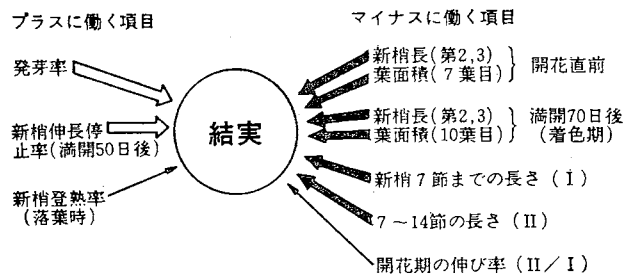 プラスに働く項目
発芽率
新梢伸長停
止率(満開50日後)
新梢登熟率
(落葉時)
結実
マイナスに働く項目
新梢長(第2,3)
葉面積(7葉目)
開花直前
新梢長(第2,3)
葉面積(10葉目)
満開70日後
(着色期)
新梢7節までの長さ(Ⅰ)
7～14節の長さ(Ⅱ)
開花期の伸び率(Ⅱ/Ⅰ)